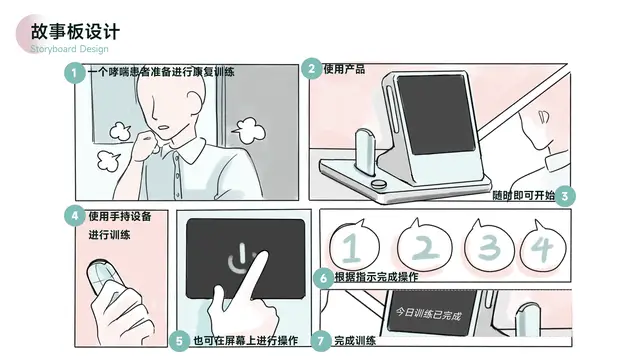 故事板设计
Storyboard Design
1 一个哮喘患者准备进行康复训练
2 使用产品
随时即可开始 3
4 使用手持设备
进行训练
5 也可在屏幕上进行操作
1 2 3 4
6 根据指示完成操作
今日训练已完成
7 完成训练